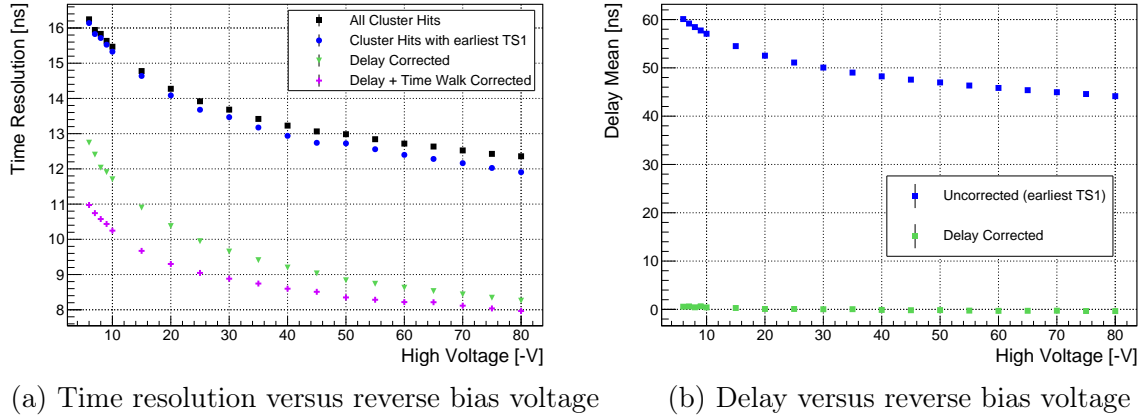 Time Resolution [ns]
16
15
14
13
12
11
10
9
8
All Cluster Hits
Cluster Hits with earliest TS1
Delay Corrected
Delay + Time Walk Corrected
10 20 30 40 50 60 70 80
High Voltage [-V]
(a) Time resolution versus reverse bias voltage
Delay Mean [ns]
60
50
40
30
20
10
0
Uncorrected (earliest TS1)
Delay Corrected
10 20 30 40 50 60 70 80
High Voltage [-V]
(b) Delay versus reverse bias voltage